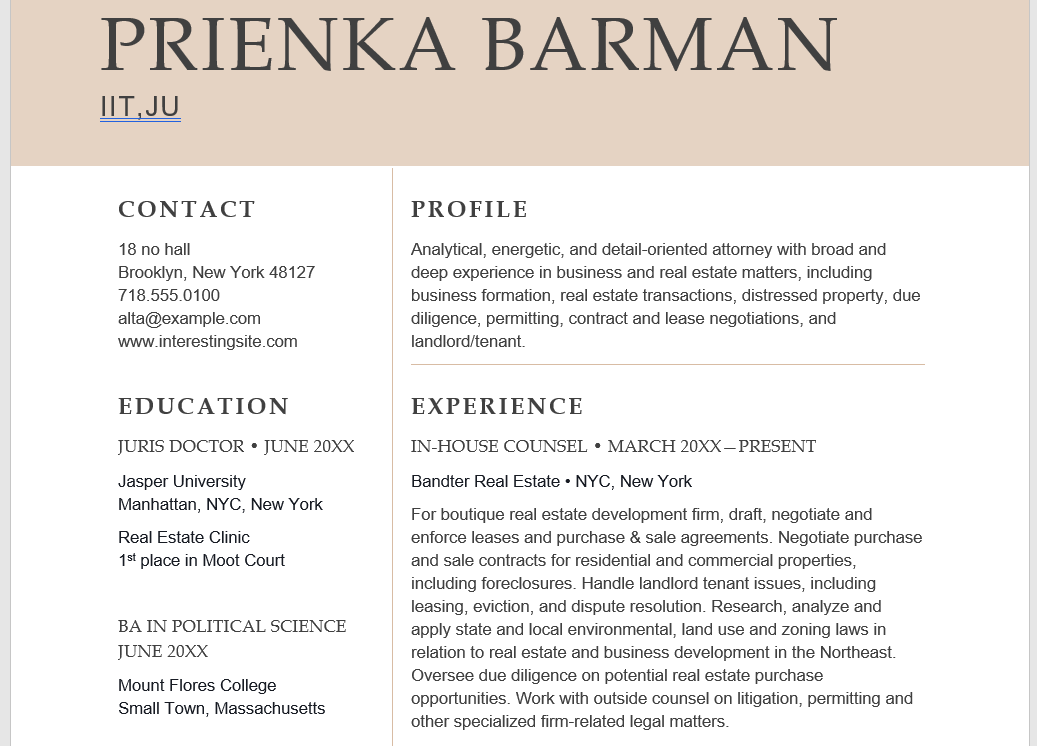 PRIENKA BARMAN
IIT,JU
CONTACT
18 no hall
Brooklyn, New York 48127
718.555.0100
alta@example.com
www.interestingsite.com
EDUCATION
JURIS DOCTOR • JUNE 20XX
Jasper University
Manhattan, NYC, New York
Real Estate Clinic
1st place in Moot Court
BA IN POLITICAL SCIENCE
JUNE 20XX
Mount Flores College
Small Town, Massachusetts
PROFILE
Analytical, energetic, and detail-oriented attorney with broad and
deep experience in business and real estate matters, including
business formation, real estate transactions, distressed property, due
diligence, permitting, contract and lease negotiations, and
landlord/tenant.
EXPERIENCE
IN-HOUSE COUNSEL • MARCH 20XX—PRESENT
Bandter Real Estate • NYC, New York
For boutique real estate development firm, draft, negotiate and
enforce leases and purchase & sale agreements. Negotiate purchase
and sale contracts for residential and commercial properties,
including foreclosures. Handle landlord tenant issues, including
leasing, eviction, and dispute resolution. Research, analyze and
apply state and local environmental, land use and zoning laws in
relation to real estate and business development in the Northeast.
Oversee due diligence on potential real estate purchase
opportunities. Work with outside counsel on litigation, permitting and
other specialized firm-related legal matters.